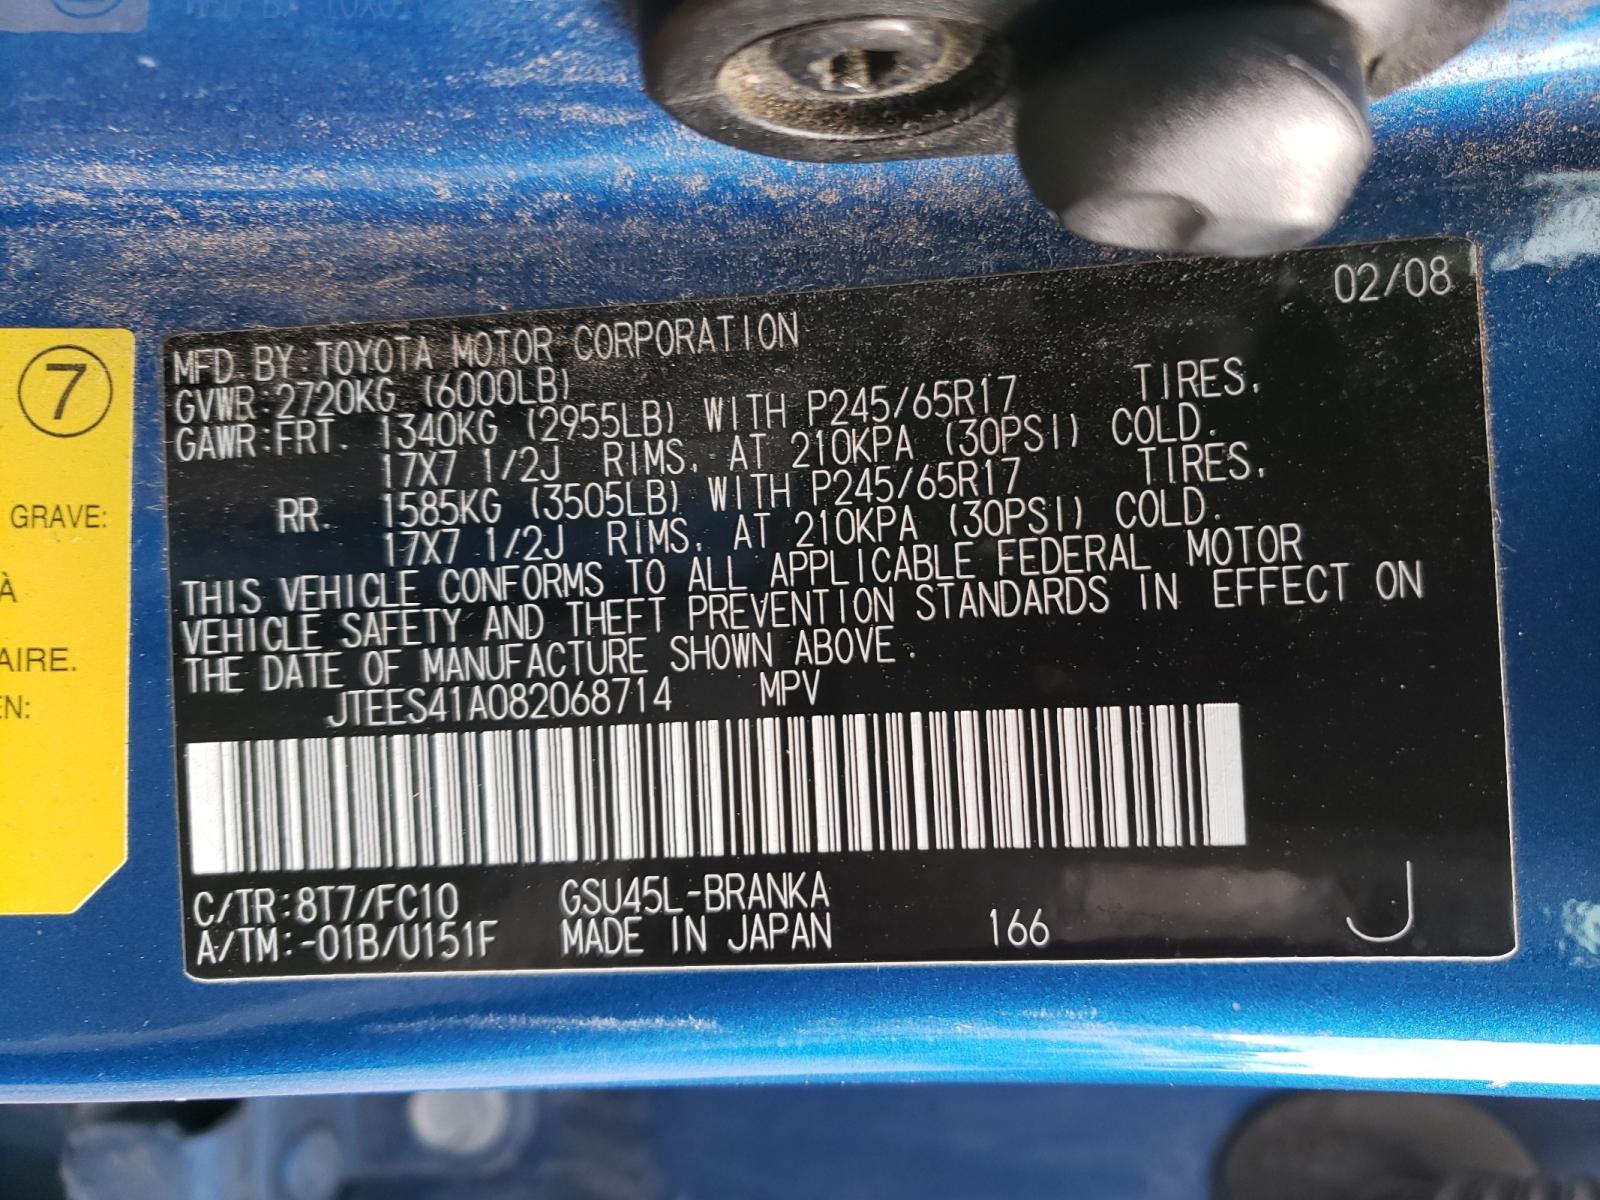 02/08
MFD. BY: TOYOTA MOTOR CORPORATION
GVWR: 2720KG (6000LB)
GAWR: FRT. 1340KG (2955LB) WITH P245/65R17 TIRES,
17X7 1/2J RIMS, AT 210KPA (30PSI) COLD.
RR. 1585KG (3505LB) WITH P245/65R17 TIRES,
17X7 1/2J RIMS, AT 210KPA (30PSI) COLD.
THIS VEHICLE CONFORMS TO ALL APPLICABLE FEDERAL MOTOR
VEHICLE SAFETY AND THEFT PREVENTION STANDARDS IN EFFECT ON
THE DATE OF MANUFACTURE SHOWN ABOVE.
JTEES41A082068714 MPV
C/TR: 8T7/FC10 GSU45L-BRANKA
A/TM: -01B/U151F MADE IN JAPAN 166 J
7
GRAVE:
À
AIRE.
EN: